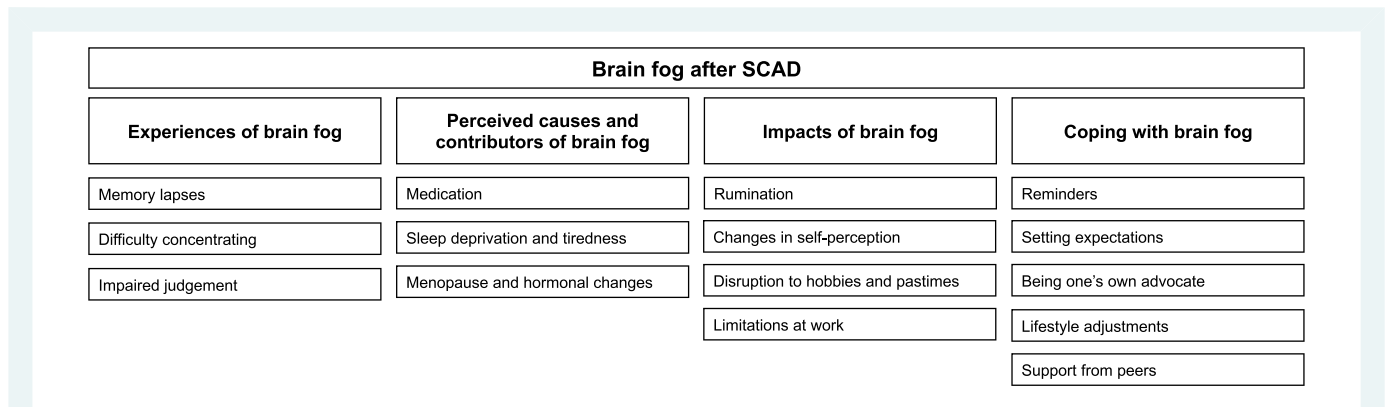 Brain fog after SCAD
Experiences of brain fog
Memory lapses
Difficulty concentrating
Impaired judgement
Perceived causes and
contributors of brain fog
Medication
Sleep deprivation and tiredness
Menopause and hormonal changes
Impacts of brain fog
Rumination
Changes in self-perception
Disruption to hobbies and pastimes
Limitations at work
Coping with brain fog
Reminders
Setting expectations
Being one’s own advocate
Lifestyle adjustments
Support from peers